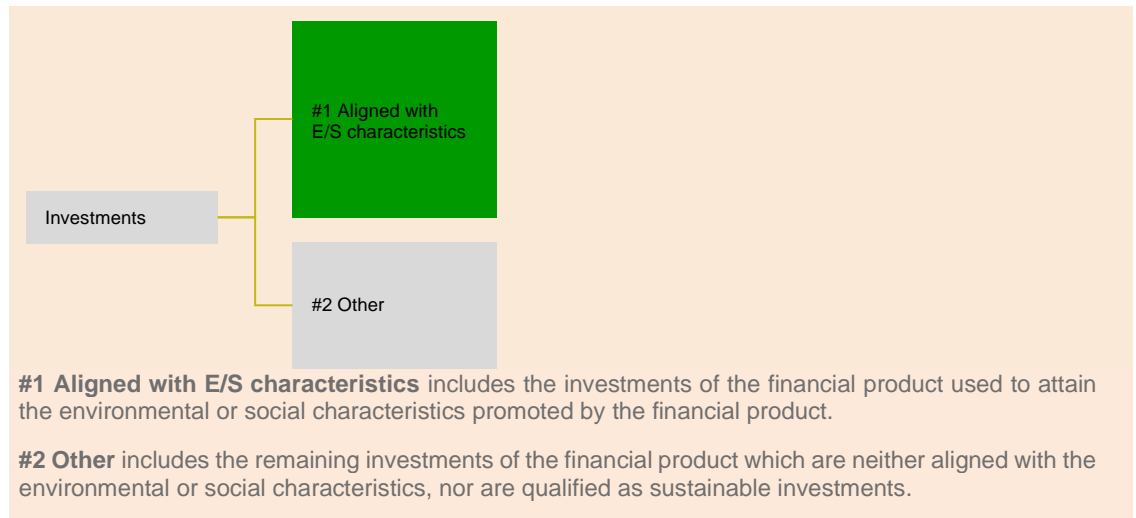 #1 Aligned with
E/S characteristics
Investments
#2 Other
#1 Aligned with E/S characteristics includes the investments of the financial product used to attain
the environmental or social characteristics promoted by the financial product.
#2 Other includes the remaining investments of the financial product which are neither aligned with the
environmental or social characteristics, nor are qualified as sustainable investments.